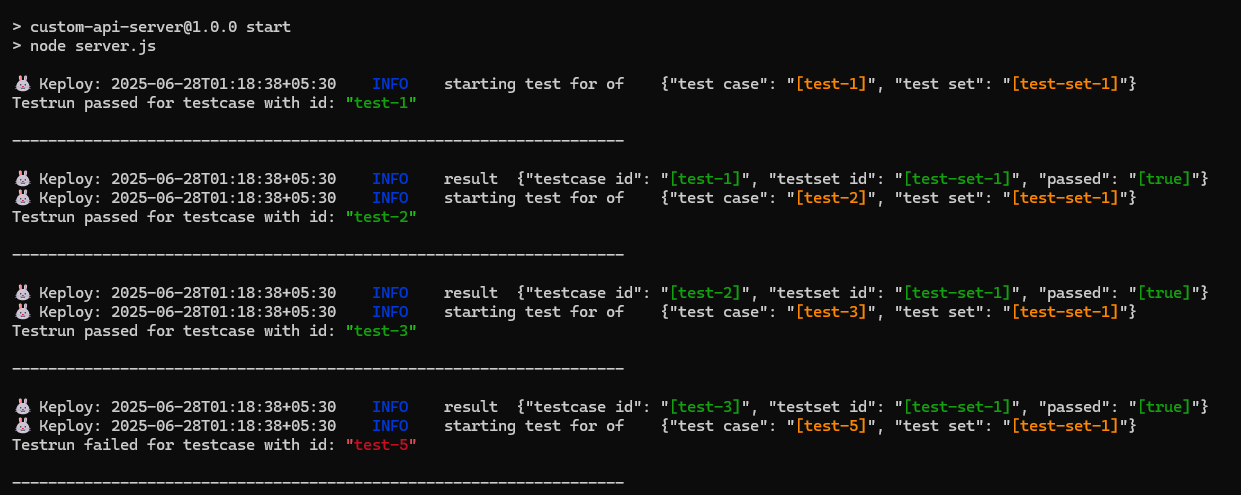 > custom-api-server@1.0.0 start
> node server.js
🐰 Keploy: 2025-06-28T01:18:38+05:30 INFO starting test for of {"test case": "[test-1]", "test set": "[test-set-1]"}
Testrun passed for testcase with id: "test-1"
--------------------------------------------------------------------
🐰 Keploy: 2025-06-28T01:18:38+05:30 INFO result {"testcase id": "[test-1]", "testset id": "[test-set-1]", "passed": "[true]"}
🐰 Keploy: 2025-06-28T01:18:38+05:30 INFO starting test for of {"test case": "[test-2]", "test set": "[test-set-1]"}
Testrun passed for testcase with id: "test-2"
--------------------------------------------------------------------
🐰 Keploy: 2025-06-28T01:18:38+05:30 INFO result {"testcase id": "[test-2]", "testset id": "[test-set-1]", "passed": "[true]"}
🐰 Keploy: 2025-06-28T01:18:38+05:30 INFO starting test for of {"test case": "[test-3]", "test set": "[test-set-1]"}
Testrun passed for testcase with id: "test-3"
--------------------------------------------------------------------
🐰 Keploy: 2025-06-28T01:18:38+05:30 INFO result {"testcase id": "[test-3]", "testset id": "[test-set-1]", "passed": "[true]"}
🐰 Keploy: 2025-06-28T01:18:38+05:30 INFO starting test for of {"test case": "[test-5]", "test set": "[test-set-1]"}
Testrun failed for testcase with id: "test-5"
--------------------------------------------------------------------